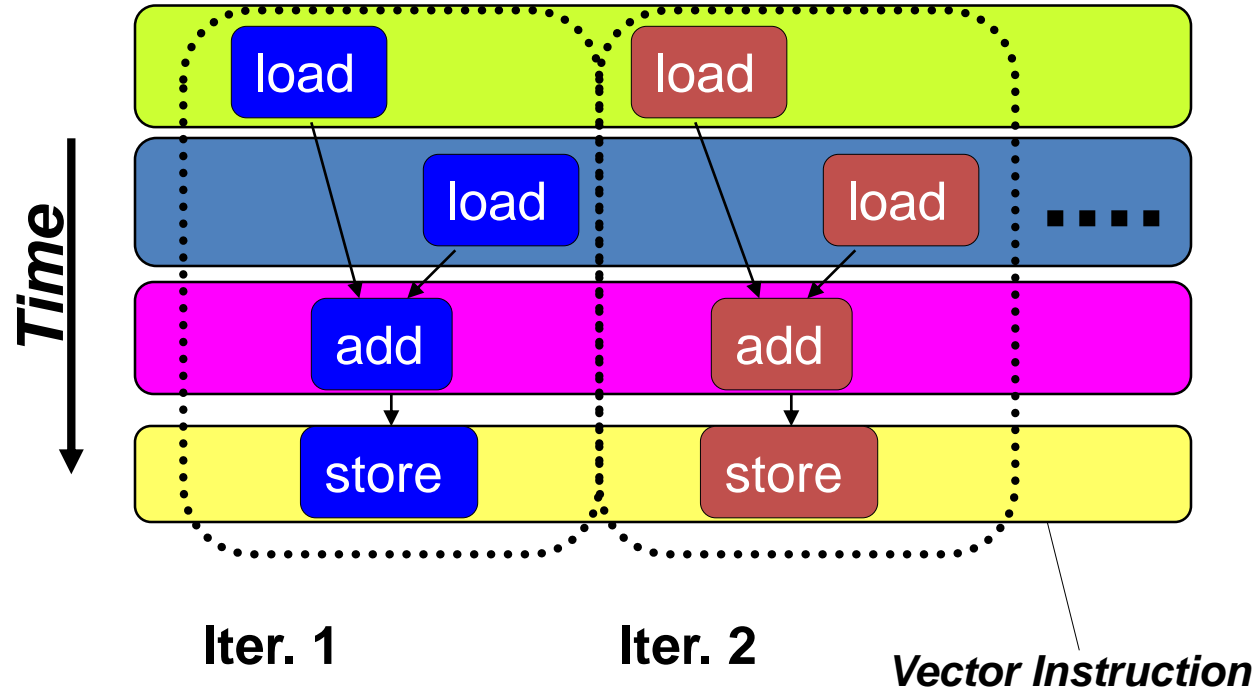 load load
load load
Time
add add
store store
Iter. 1 Iter. 2
Vector Instruction